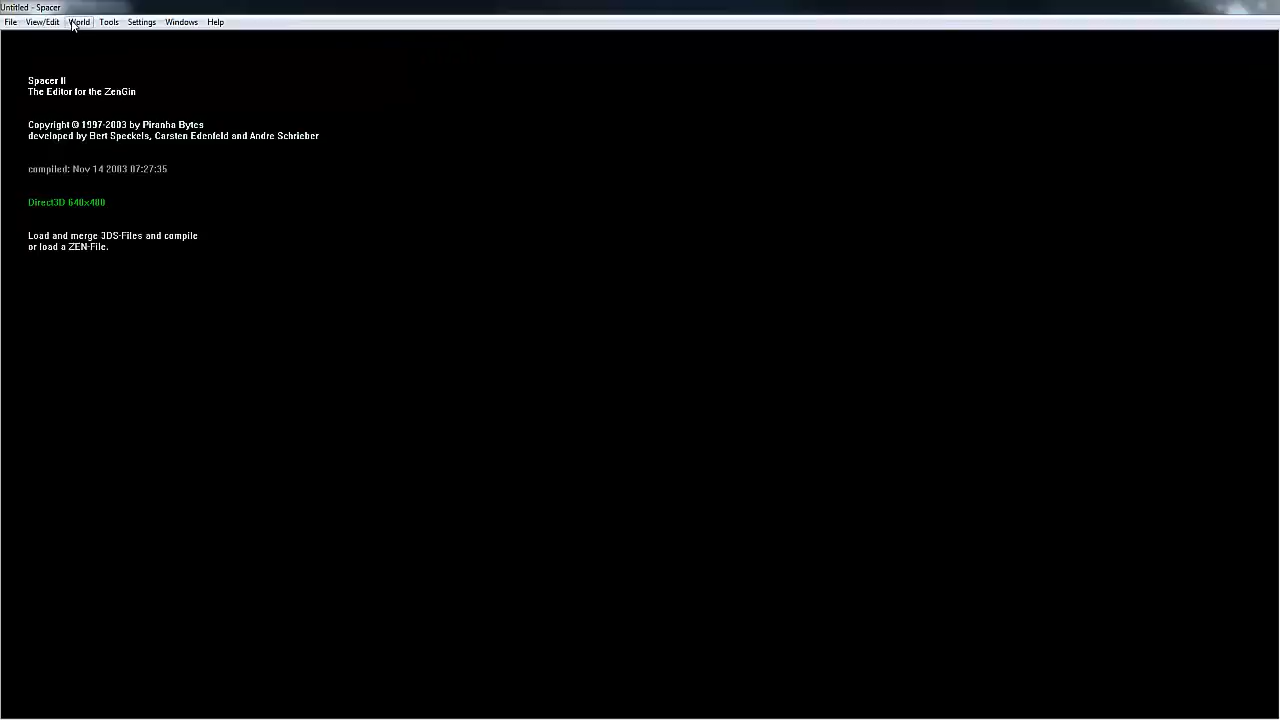 Untitled - Spacer
File View/Edit World Tools Settings Windows Help
Spacer II
The Editor for the ZenGin
Copyright © 1997-2003 by Piranha Bytes
developed by Bert Speckels, Carsten Edenfeld and Andre Schrieber
compiled: Nov 14 2003 07:27:35
Direct3D 640x480
Load and merge 3DS-Files and compile
or load a ZEN-File.